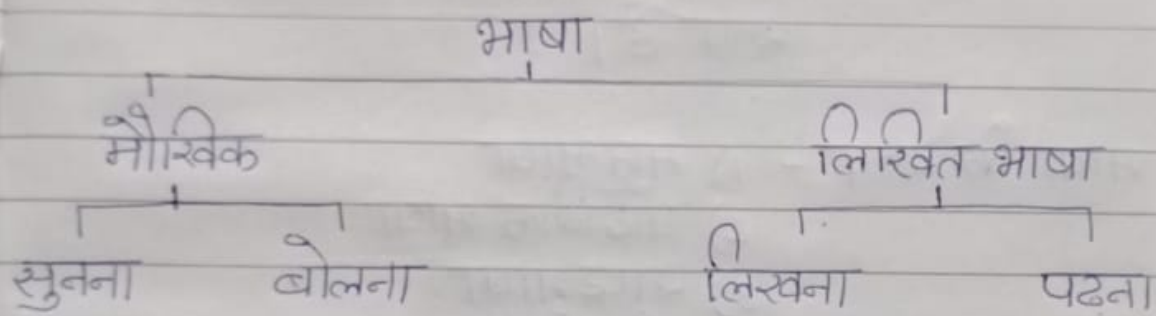 भाषा
मौखिक लिखित भाषा
सुनना बोलना लिखना पढना